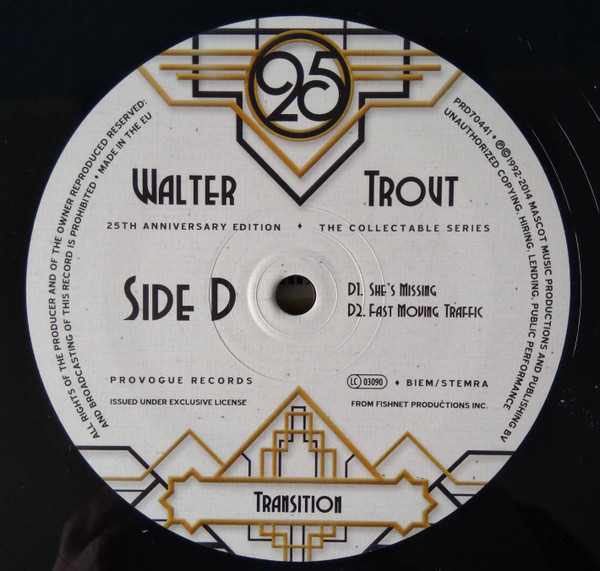 25
WALTER TROUT
25TH ANNIVERSARY EDITION ♦ THE COLLECTABLE SERIES
SIDE D
D1. SHE'S MISSING
D2. FAST MOVING TRAFFIC
PROVOGUE RECORDS
LC 03090 ♦ BIEM/STEMRA
ISSUED UNDER EXCLUSIVE LICENSE
FROM FISHNET PRODUCTIONS INC.
TRANSITION
ALL RIGHTS OF THE PRODUCER AND OF THE OWNER REPRODUCED RESERVED:
AND BROADCASTING OF THIS RECORD IS PROHIBITED • MADE IN THE EU
PRD70441 • ℗©1992-2014 MASCOT MUSIC PRODUCTIONS AND PUBLISHING BV
UNAUTHORIZED COPYING, HIRING, LENDING, PUBLIC PERFORMANCE